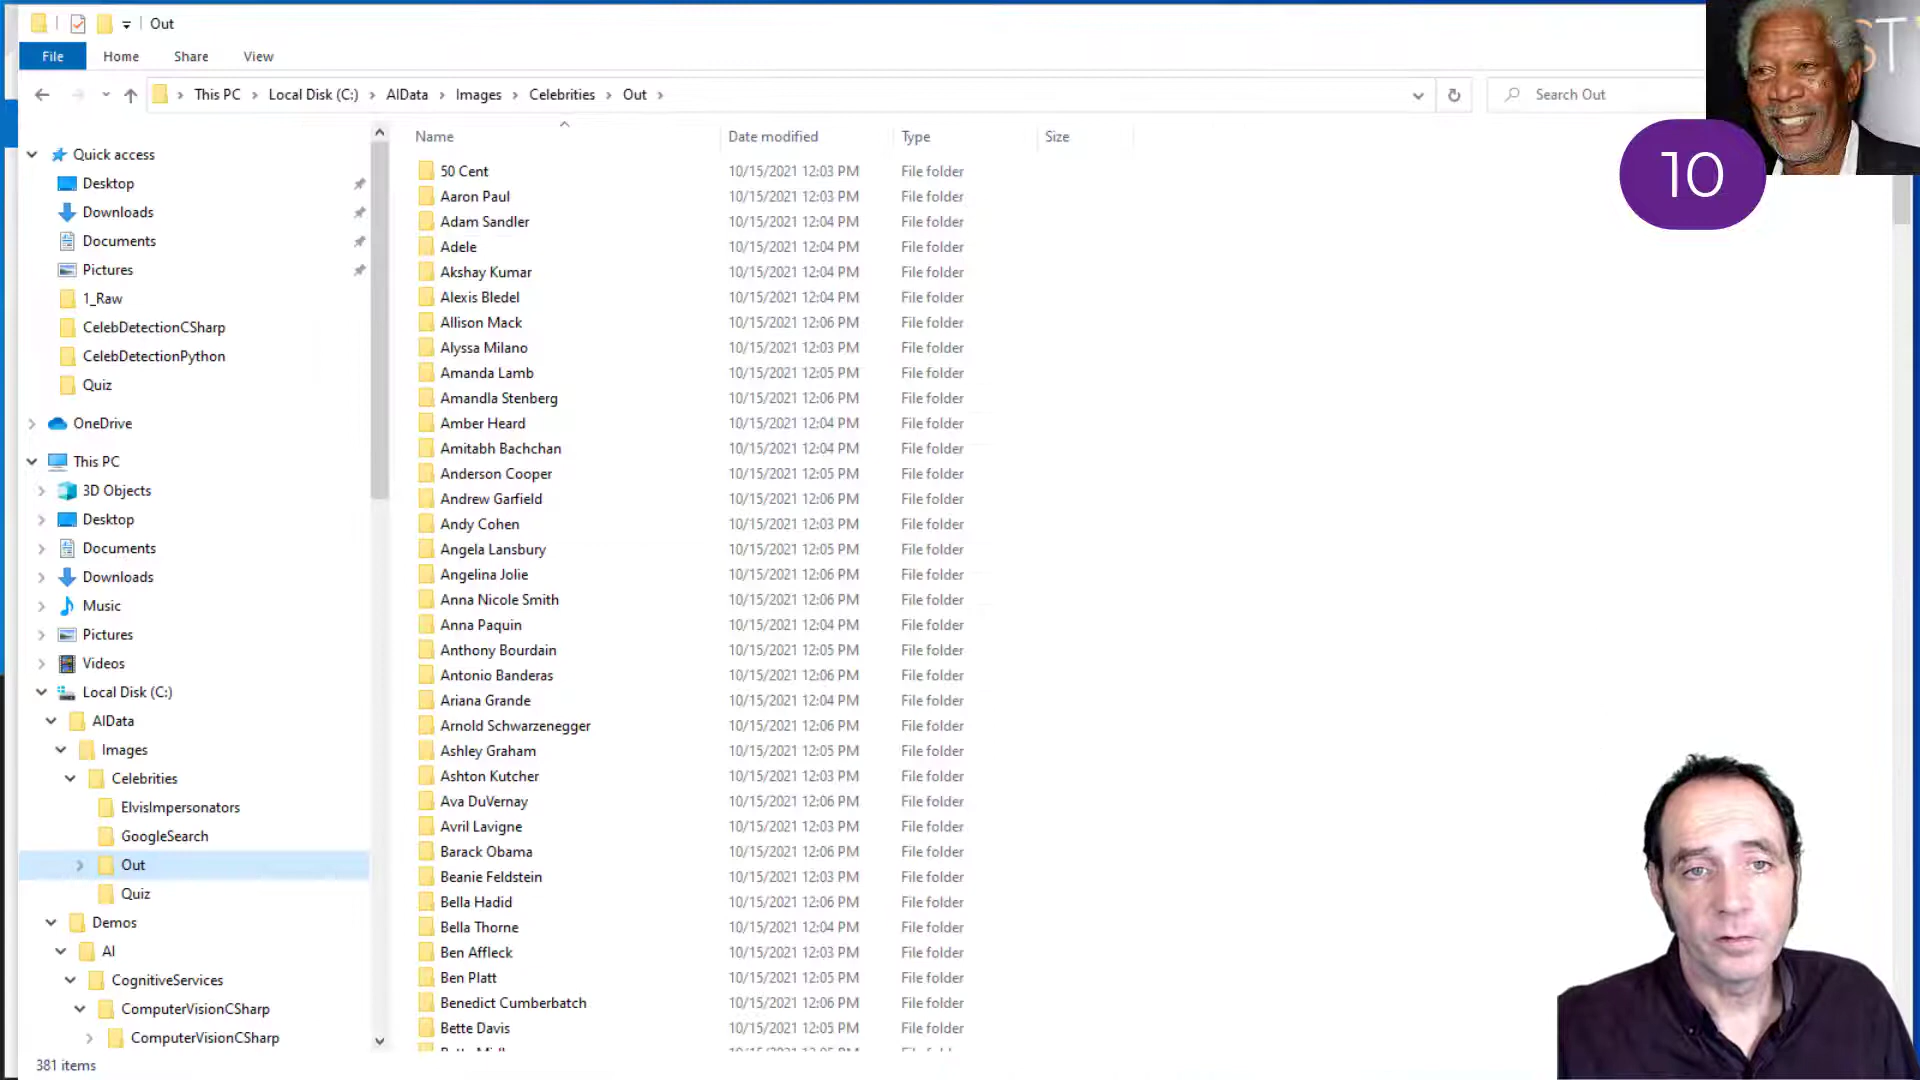 Out
File Home Share View
This PC > Local Disk (C:) > AIData > Images > Celebrities > Out >
Search Out
ST
10
Name Date modified Type Size
Quick access
Desktop
Downloads
Documents
Pictures
1_Raw
CelebDetectionCSharp
CelebDetectionPython
Quiz
OneDrive
This PC
3D Objects
Desktop
Documents
Downloads
Music
Pictures
Videos
Local Disk (C:)
AIData
Images
Celebrities
ElvisImpersonators
GoogleSearch
Out
Quiz
Demos
AI
CognitiveServices
ComputerVisionCSharp
ComputerVisionCSharp
50 Cent 10/15/2021 12:03 PM File folder
Aaron Paul 10/15/2021 12:03 PM File folder
Adam Sandler 10/15/2021 12:04 PM File folder
Adele 10/15/2021 12:04 PM File folder
Akshay Kumar 10/15/2021 12:04 PM File folder
Alexis Bledel 10/15/2021 12:04 PM File folder
Allison Mack 10/15/2021 12:06 PM File folder
Alyssa Milano 10/15/2021 12:03 PM File folder
Amanda Lamb 10/15/2021 12:05 PM File folder
Amandla Stenberg 10/15/2021 12:06 PM File folder
Amber Heard 10/15/2021 12:04 PM File folder
Amitabh Bachchan 10/15/2021 12:04 PM File folder
Anderson Cooper 10/15/2021 12:05 PM File folder
Andrew Garfield 10/15/2021 12:06 PM File folder
Andy Cohen 10/15/2021 12:03 PM File folder
Angela Lansbury 10/15/2021 12:05 PM File folder
Angelina Jolie 10/15/2021 12:06 PM File folder
Anna Nicole Smith 10/15/2021 12:06 PM File folder
Anna Paquin 10/15/2021 12:04 PM File folder
Anthony Bourdain 10/15/2021 12:05 PM File folder
Antonio Banderas 10/15/2021 12:06 PM File folder
Ariana Grande 10/15/2021 12:04 PM File folder
Arnold Schwarzenegger 10/15/2021 12:06 PM File folder
Ashley Graham 10/15/2021 12:05 PM File folder
Ashton Kutcher 10/15/2021 12:03 PM File folder
Ava DuVernay 10/15/2021 12:06 PM File folder
Avril Lavigne 10/15/2021 12:03 PM File folder
Barack Obama 10/15/2021 12:06 PM File folder
Beanie Feldstein 10/15/2021 12:03 PM File folder
Bella Hadid 10/15/2021 12:06 PM File folder
Bella Thorne 10/15/2021 12:04 PM File folder
Ben Affleck 10/15/2021 12:03 PM File folder
Ben Platt 10/15/2021 12:05 PM File folder
Benedict Cumberbatch 10/15/2021 12:06 PM File folder
Bette Davis 10/15/2021 12:05 PM File folder
381 items